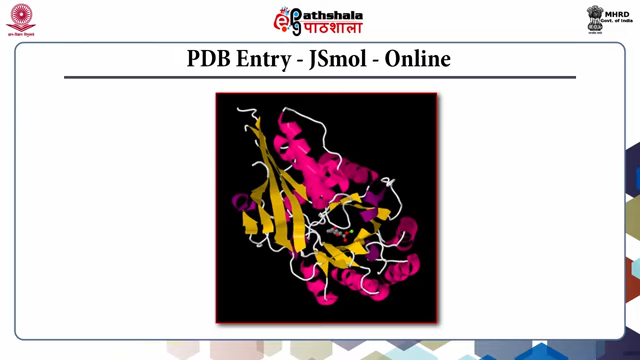 Pathshala
पाठशाला
MHRD
Govt. of India
PDB Entry - JSmol - Online